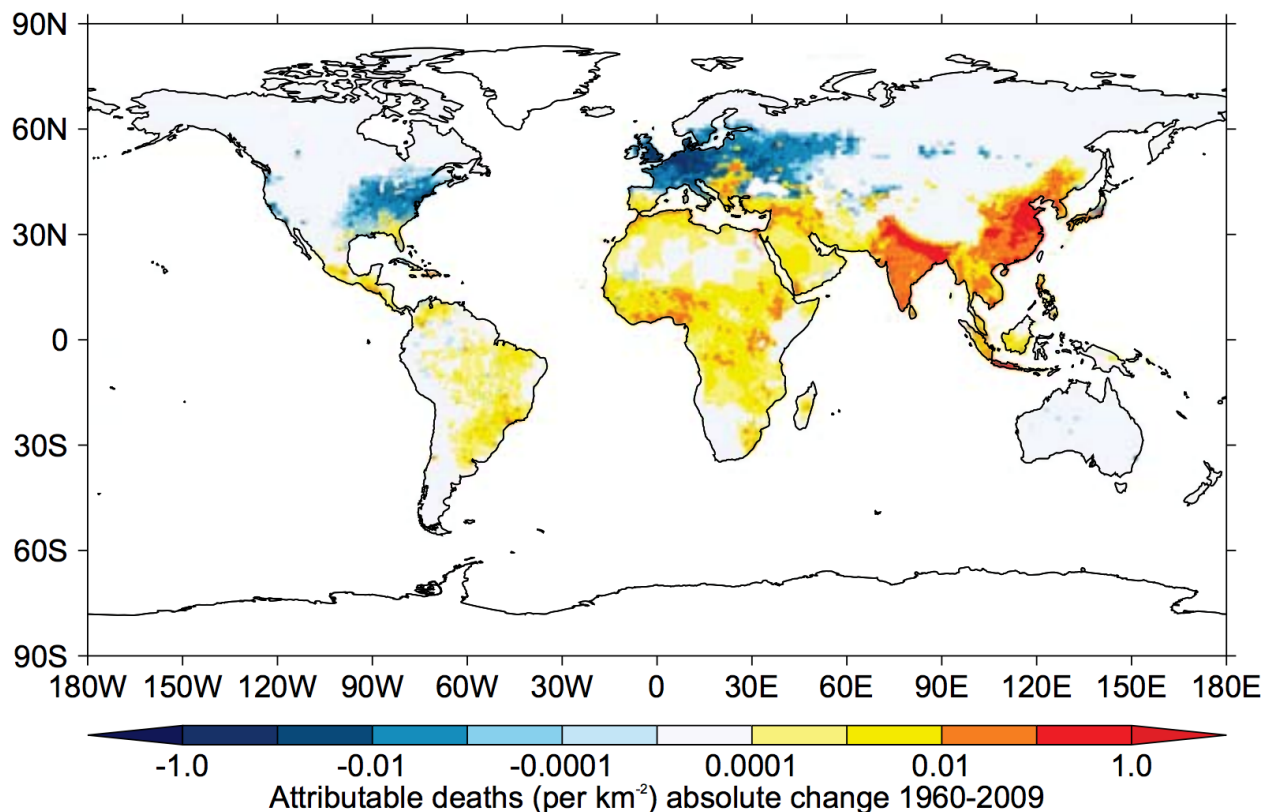 90N
60N
30N
0
30S
60S
90S
180W 150W 120W 90W 60W 30W 0 30E 60E 90E 120E 150E 180E
-1.0 -0.01 -0.0001 0.0001 0.01 1.0
Attributable deaths (per km⁻²) absolute change 1960-2009